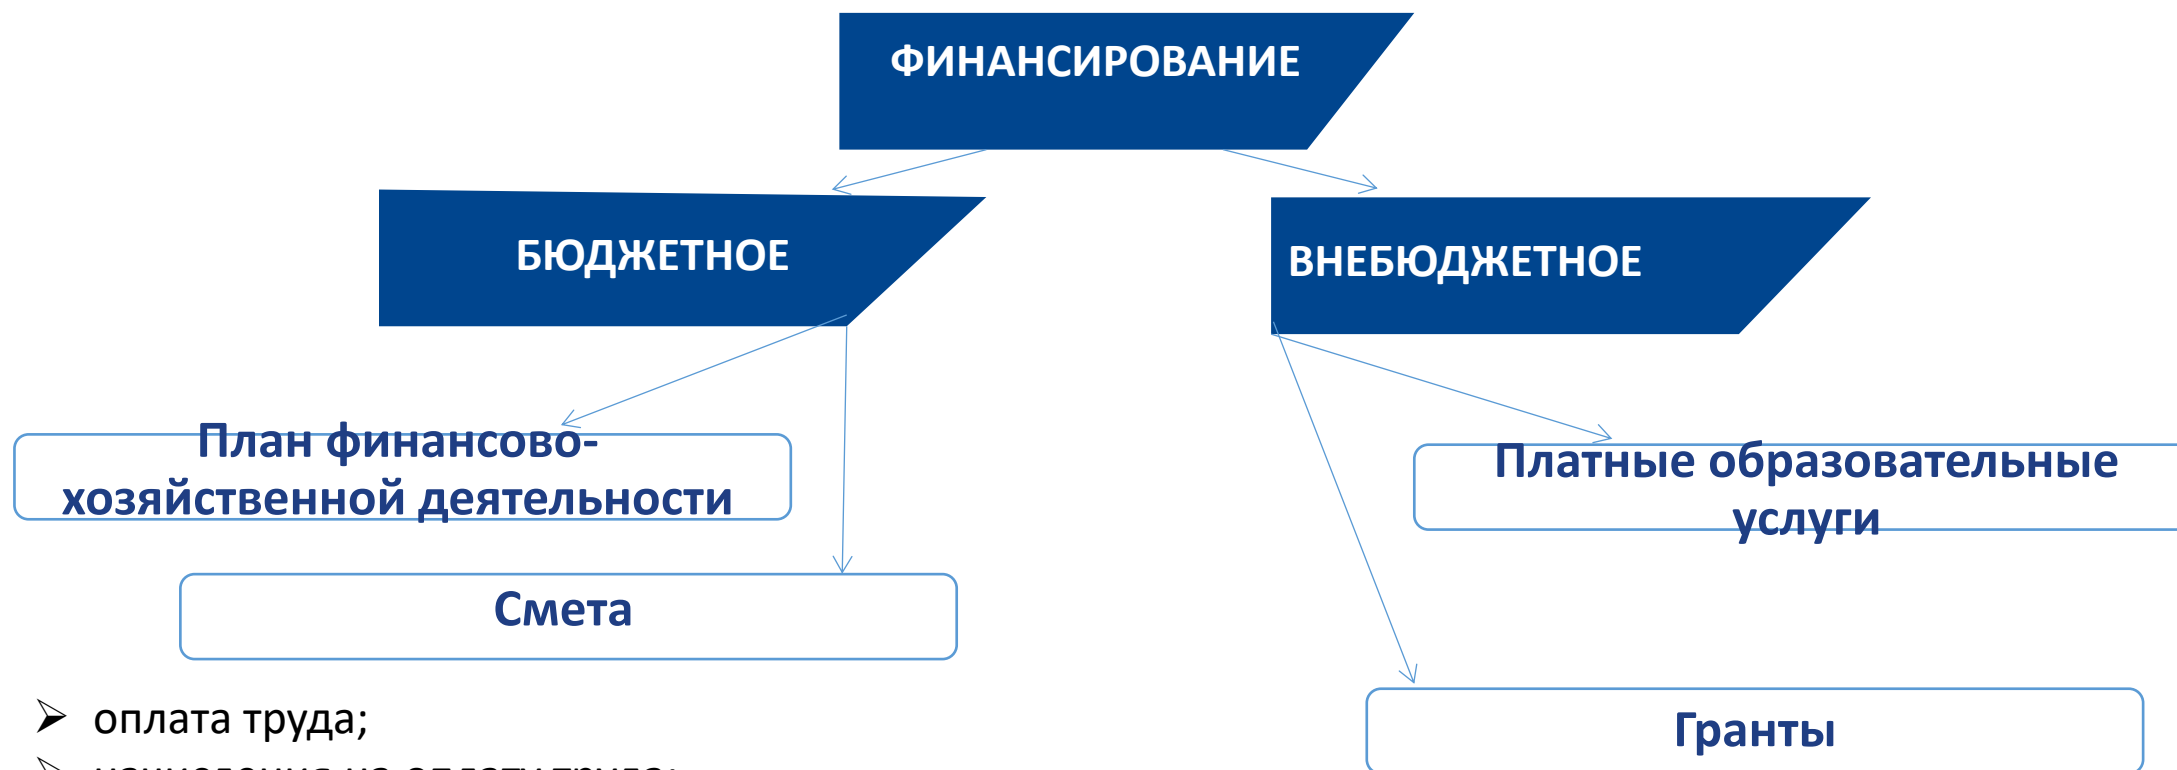 ФИНАНСИРОВАНИЕ
БЮДЖЕТНОЕ
ВНЕБЮДЖЕТНОЕ
План финансово-
хозяйственной деятельности
Платные образовательные
услуги
Смета
оплата труда;
Гранты